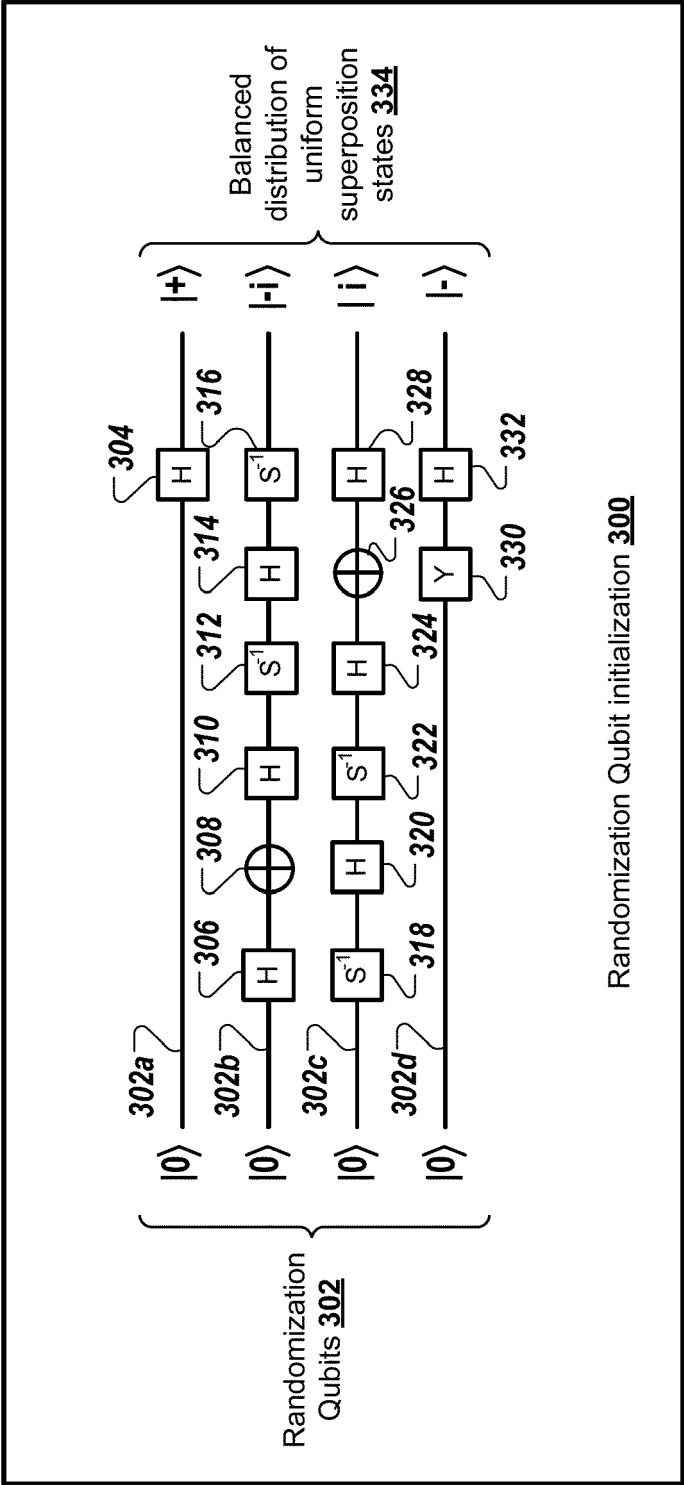 Randomization
Qubits 302
|0⟩ 302a H 304 |+⟩
|0⟩ 302b H 306 ⊕ 308 H 310 S⁻¹ 312 H 314 S⁻¹ 316 |-i⟩
|0⟩ 302c S⁻¹ 318 H 320 S⁻¹ 322 H 324 ⊕ 326 H 328 |i⟩
|0⟩ 302d Y 330 H 332 |-⟩
Balanced
distribution of
uniform
superposition
states 334
Randomization Qubit initialization 300